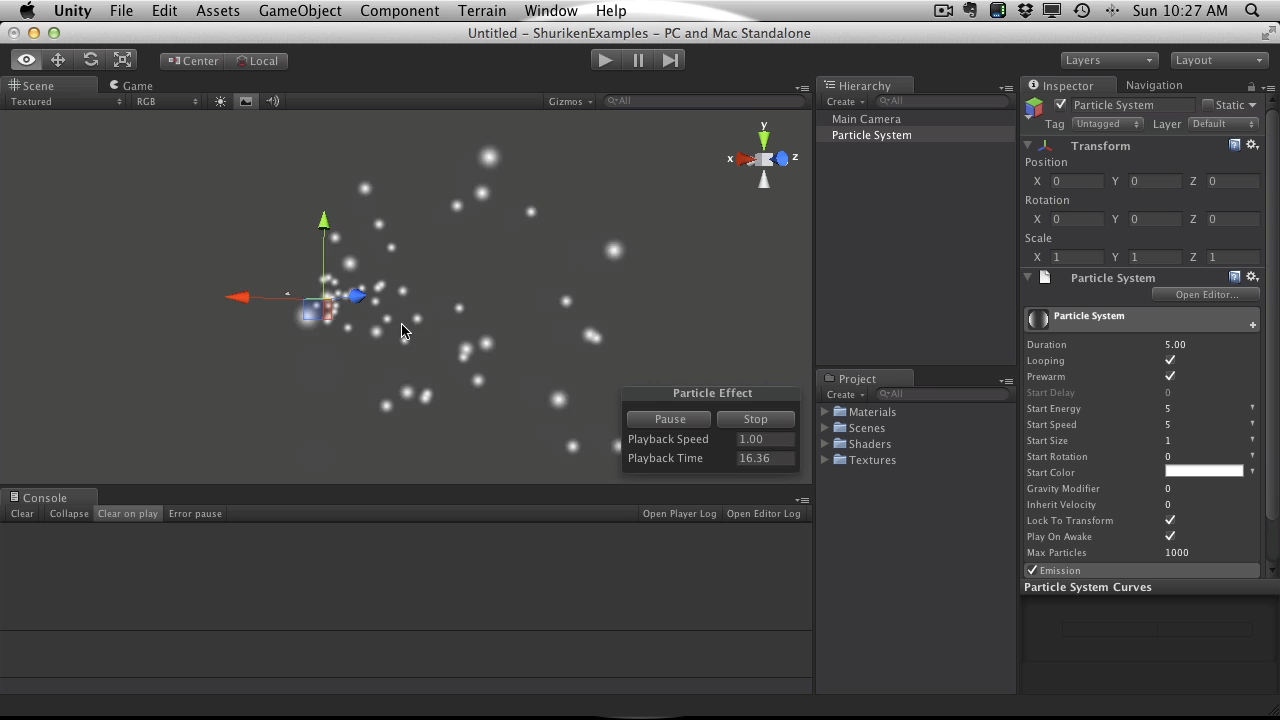 Unity File Edit Assets GameObject Component Terrain Window Help Sun 10:27 AM
Untitled – ShurikenExamples – PC and Mac Standalone
Center Local Layers Layout
Scene Game
Textured RGB Gizmos All
y
x z
Particle Effect
Pause Stop
Playback Speed 1.00
Playback Time 16.36
Console
Clear Collapse Clear on play Error pause Open Player Log Open Editor Log
Hierarchy
Create All
Main Camera
Particle System
Project
Create All
Materials
Scenes
Shaders
Textures
Inspector Navigation
Particle System Static
Tag Untagged Layer Default
Transform
Position
X 0 Y 0 Z 0
Rotation
X 0 Y 0 Z 0
Scale
X 1 Y 1 Z 1
Particle System
Open Editor...
Particle System
Duration 5.00
Looping
Prewarm
Start Delay 0
Start Energy 5
Start Speed 5
Start Size 1
Start Rotation 0
Start Color
Gravity Modifier 0
Inherit Velocity 0
Lock To Transform
Play On Awake
Max Particles 1000
Emission
Particle System Curves